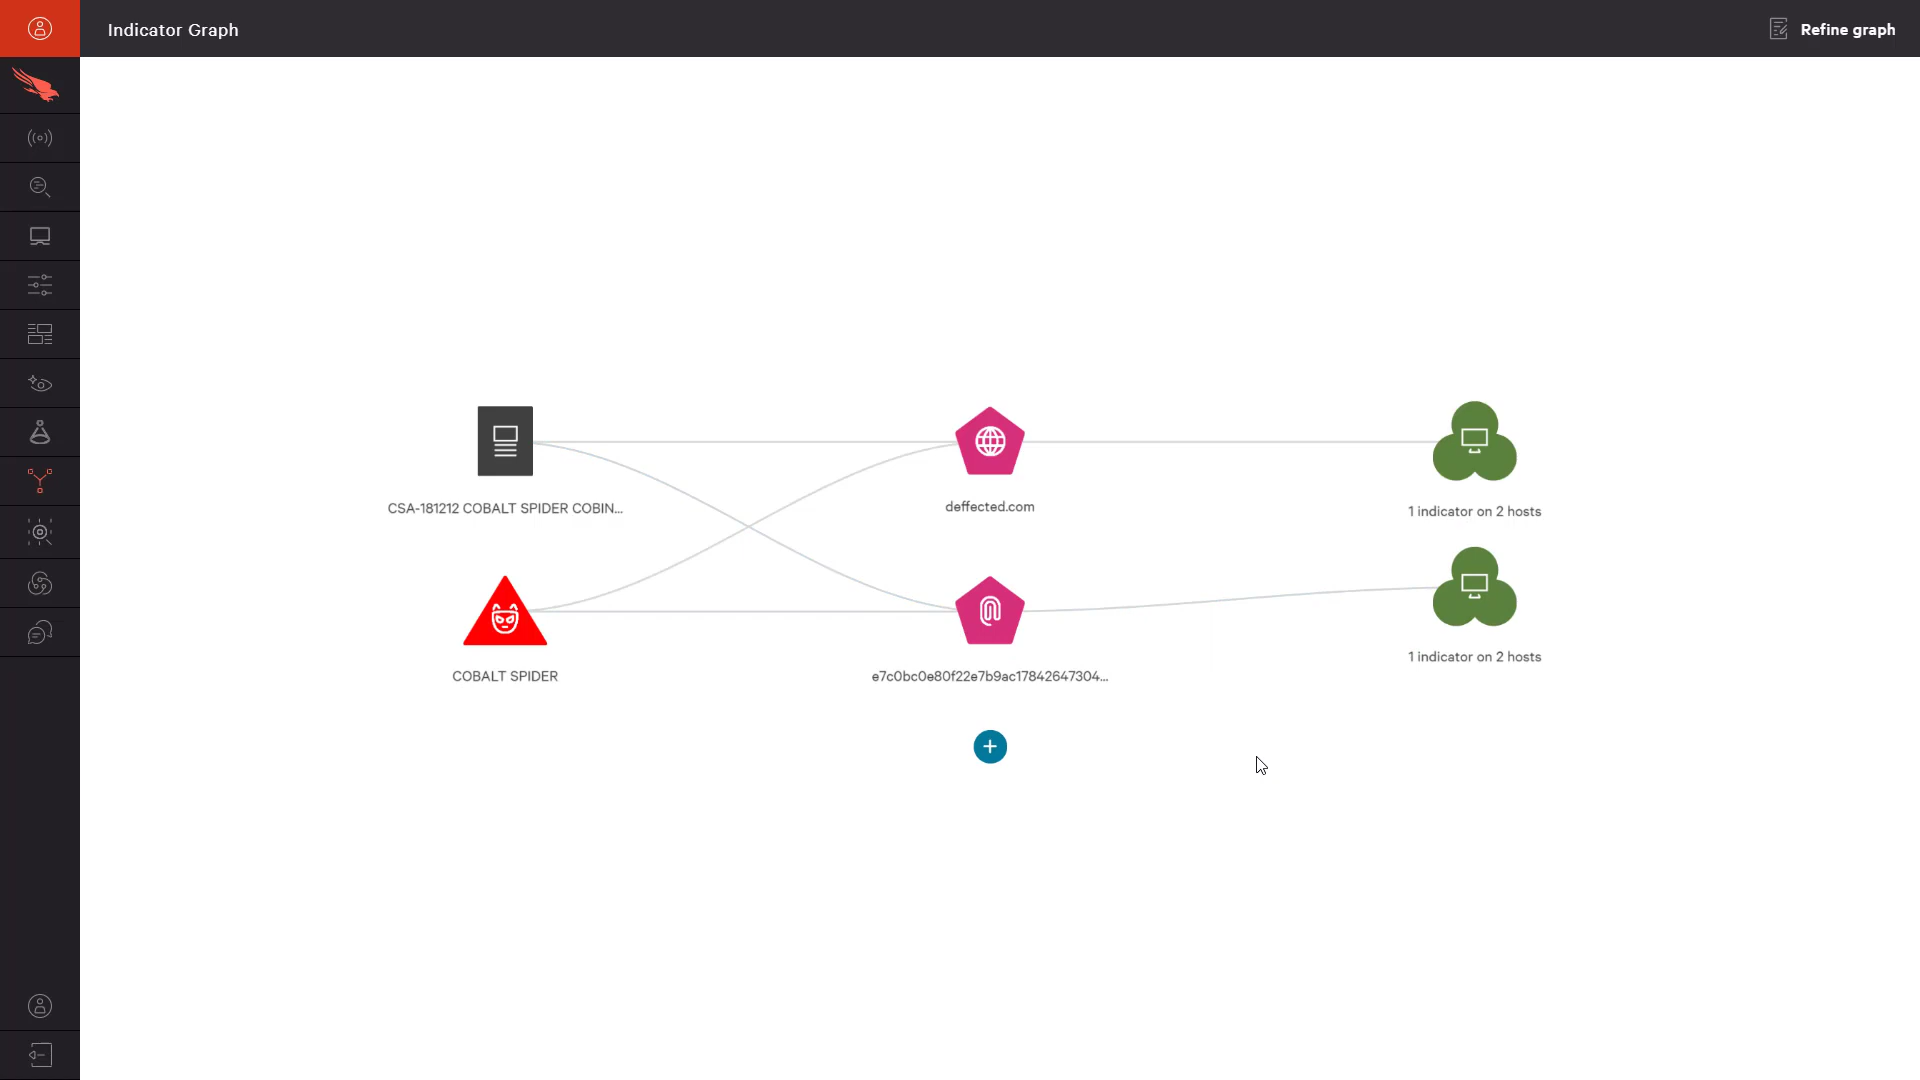 Indicator Graph
Refine graph
CSA-181212 COBALT SPIDER COBIN...
deffected.com
1 indicator on 2 hosts
COBALT SPIDER
e7c0bc0e80f22e7b9ac17842647304...
1 indicator on 2 hosts